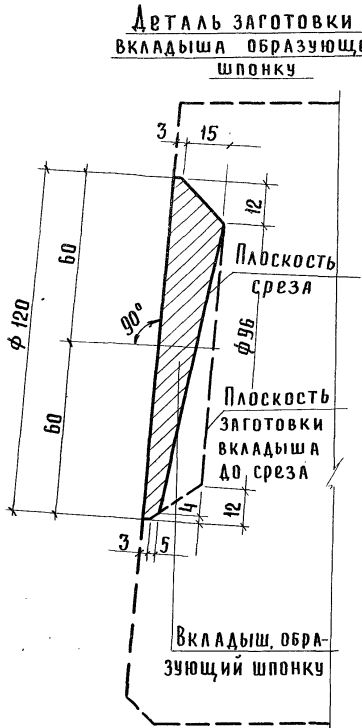 Деталь заготовки
вкладыша образующе
шпонку
3 15
12
60
Плоскость
среза
90°
ф120
ф96
60
Плоскость
заготовки
вкладыша
до среза
4
12
3 5
Вкладыш, обра-
зующий шпонку